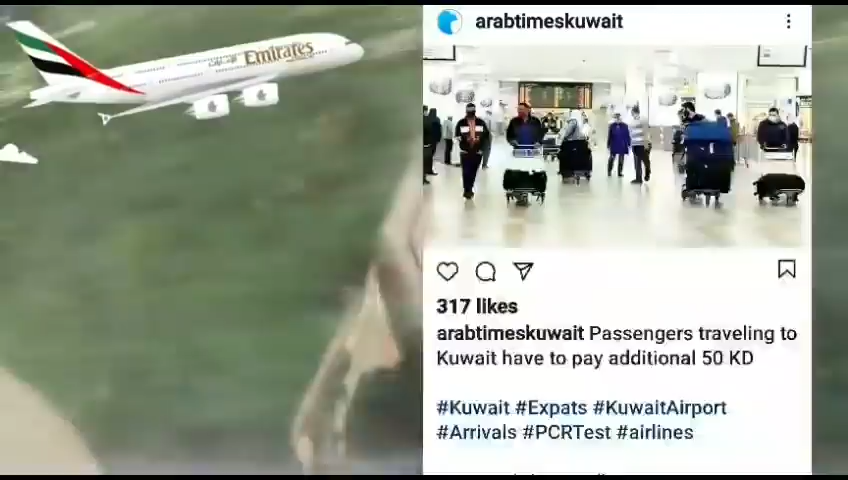 Emirates
arabtimeskuwait
317 likes
arabtimeskuwait Passengers traveling to
Kuwait have to pay additional 50 KD
#Kuwait #Expats #KuwaitAirport
#Arrivals #PCRTest #airlines